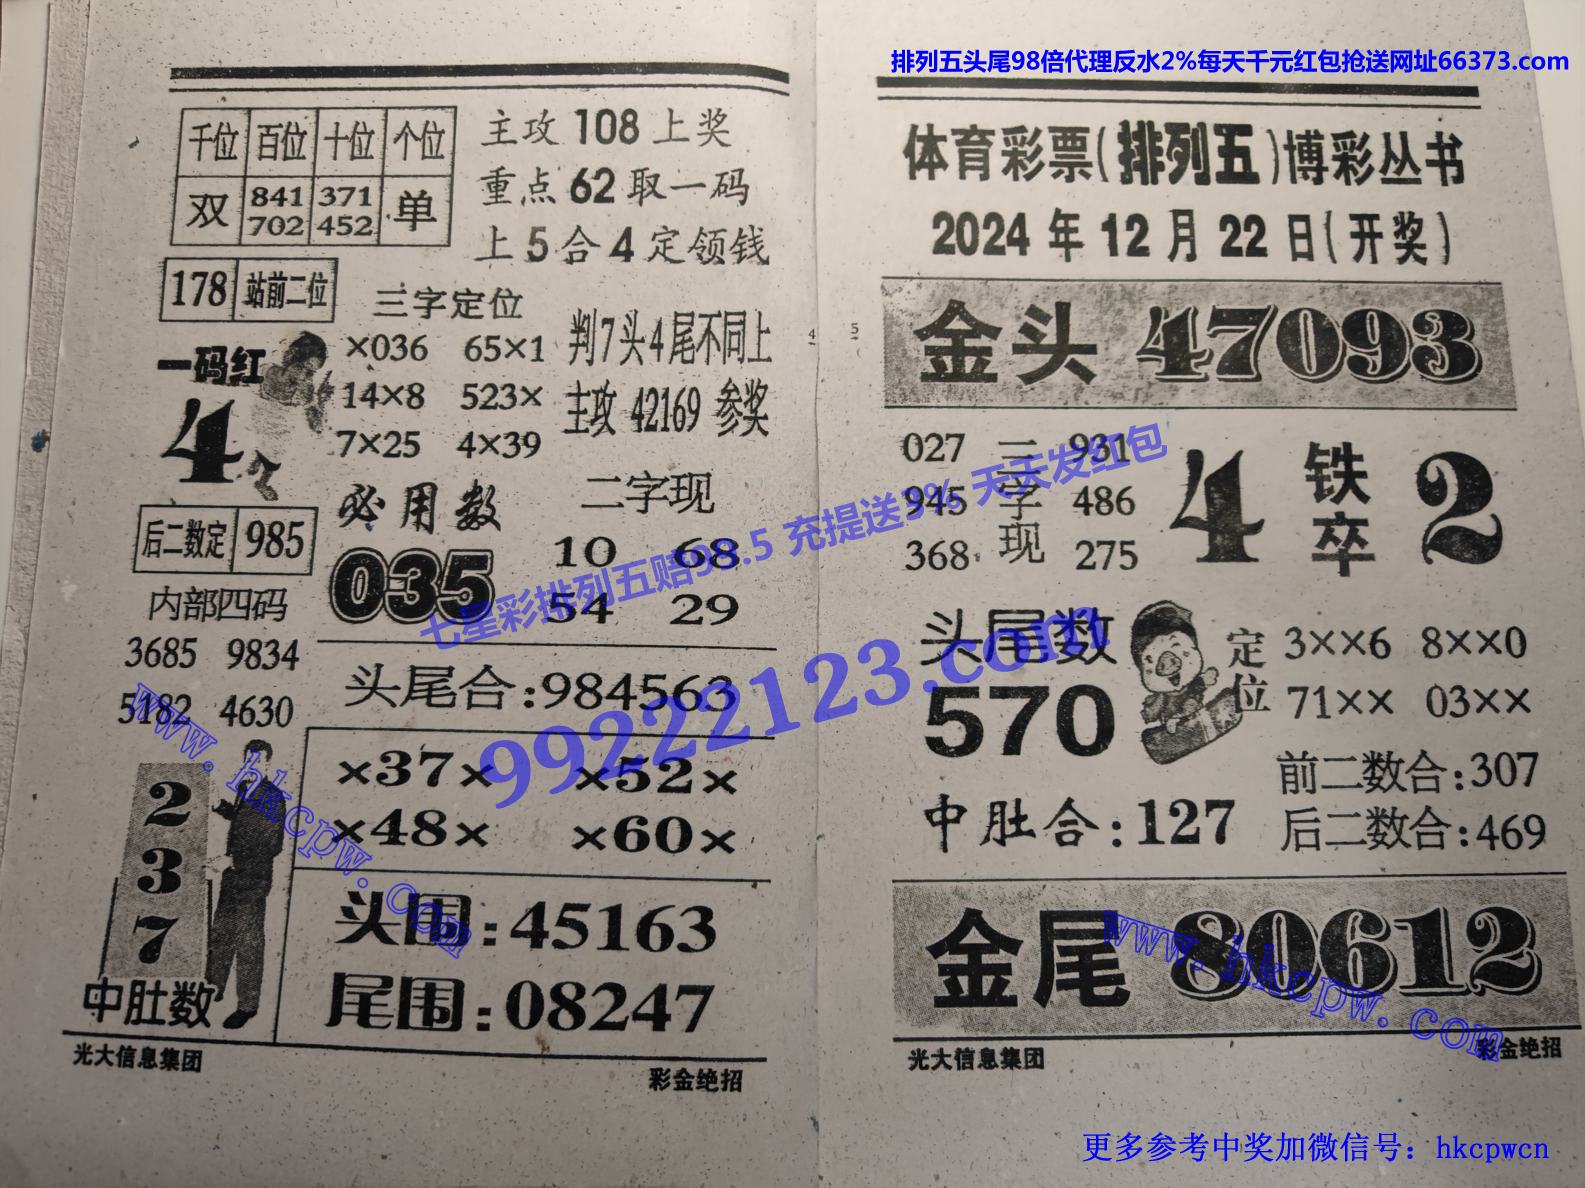 排列五头尾98倍代理反水2%每天千元红包抢送网址66373.com
千位 百位 十位 个位
双 841 371 单
702 452
主攻 108 上奖
重点 62 取一码
上 5 合 4 定领钱
178 站前二位
三字定位
一码红
4
×036 65×1
14×8 523×
7×25 4×39
判7头4尾不同上
主攻 42169 参奖
后二数定 985
必用数
035
二字现
10 68
54 29
内部四码
3685 9834
5182 4630
头尾合:984563
×37× ×52×
×48× ×60×
2
3
7
中肚数
头围:45163
尾围:08247
光大信息集团
彩金绝招
4
5
体育彩票(排列五)博彩丛书
2024 年 12 月 22 日(开奖)
金头 47093
027 三 931
945 字 486
368 现 275
4 铁卒 2
头尾数
570
定位
3××6 8××0
71×× 03××
中肚合:127
前二数合:307
后二数合:469
金尾 80612
光大信息集团
彩金绝招
七星彩排列五赔98.5 充提送3% 天天发红包
99222123.com
www.hkcpw.com
www.hkcpw.com
更多参考中奖加微信号：hkcpwcn